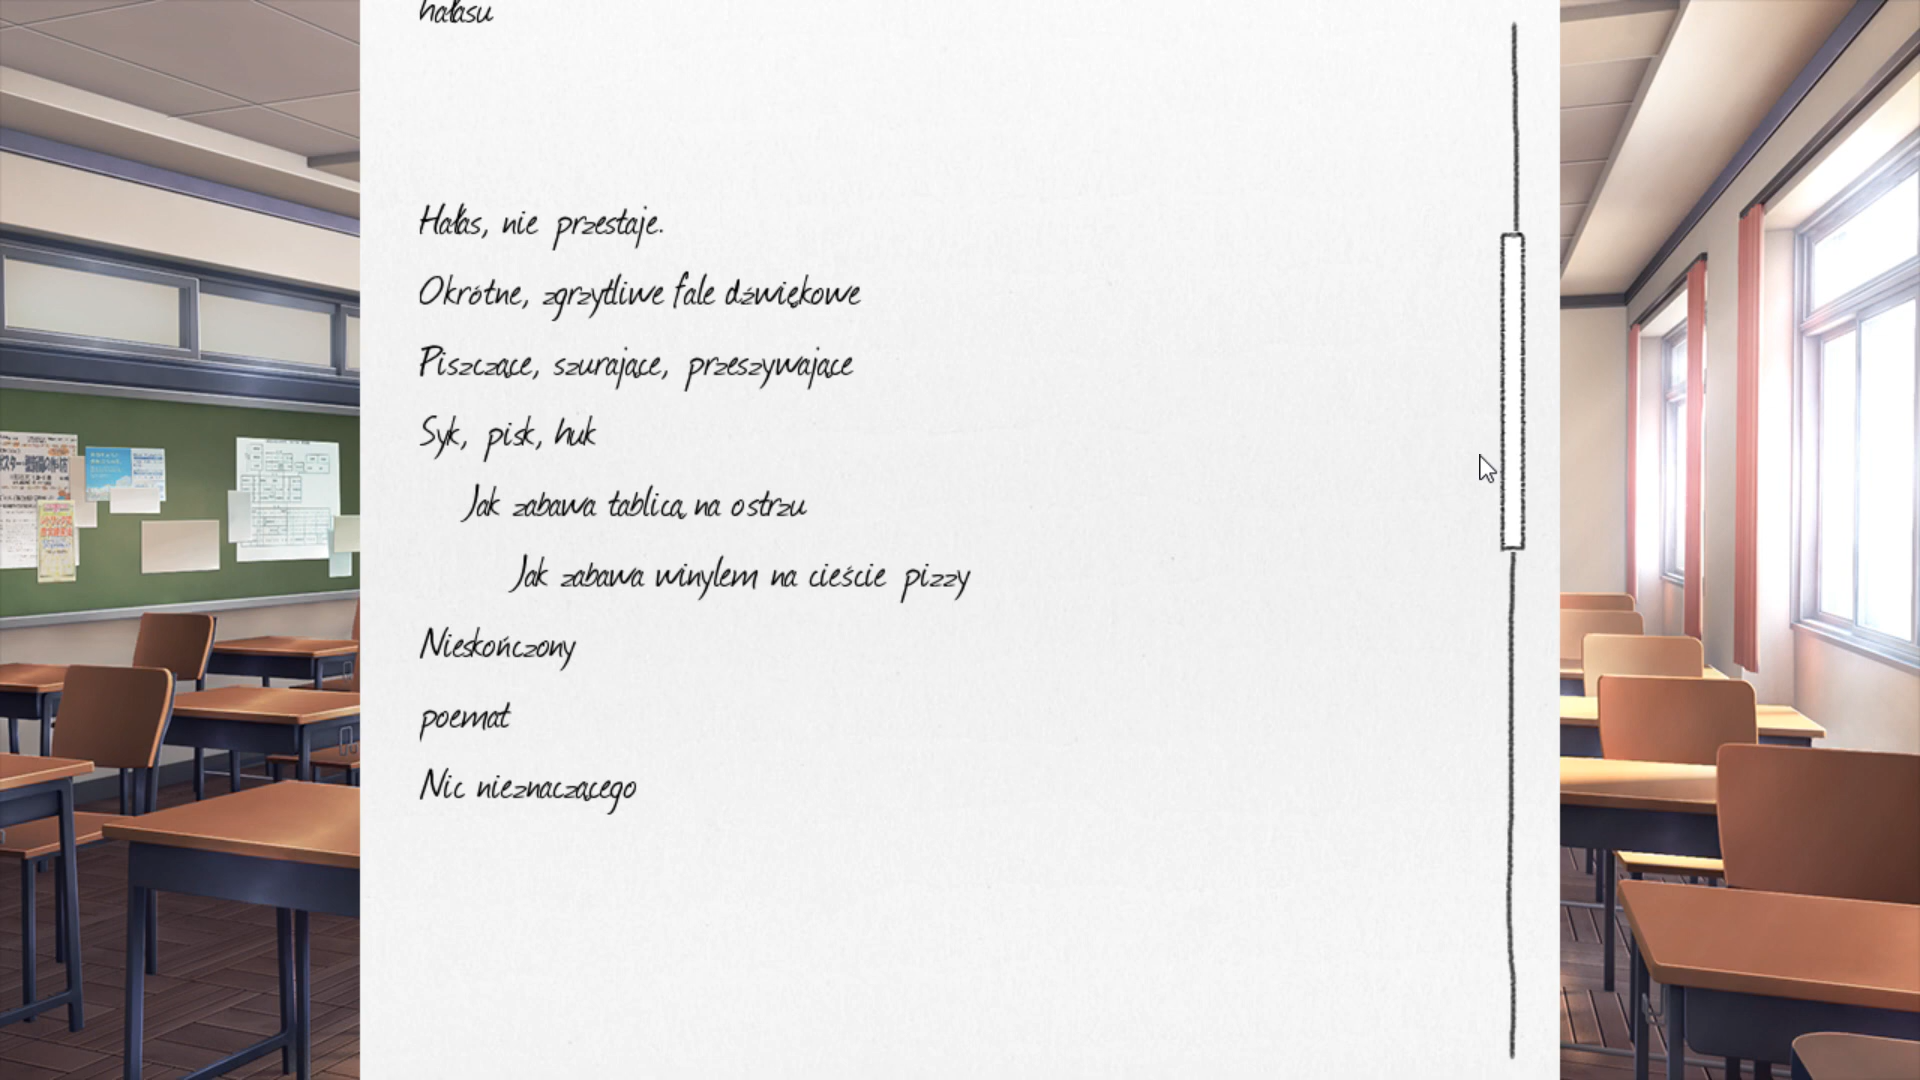 hałasu
Hałas, nie przestaje.
Okrótne, zgrzytliwe fale dźwiękowe
Piszczące, szurające, przeszywające
Syk, pisk, huk
Jak zabawa tablicą na ostrzu
Jak zabawa winylem na cieście pizzy
Nieskończony
poemat
Nic nieznaczącego